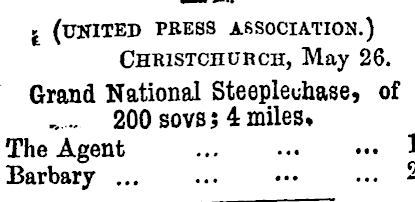 (UNITED PRESS ASSOCIATION.)
CHRISTCHURCH, May 26.
Grand National Steeplechase, of
200 sovs; 4 miles.
The Agent ... ... ... 1
Barbary ... ... ... ... 2